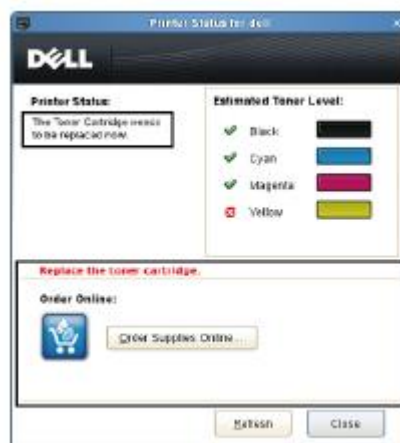 Printer Status for dell
DELL
Printer Status:
The Toner Cartridge needs
to be replaced now.
Estimated Toner Level:
Black
Cyan
Magenta
Yellow
Replace the toner cartridge.
Order Online:
Order Supplies Online...
Refresh
Close